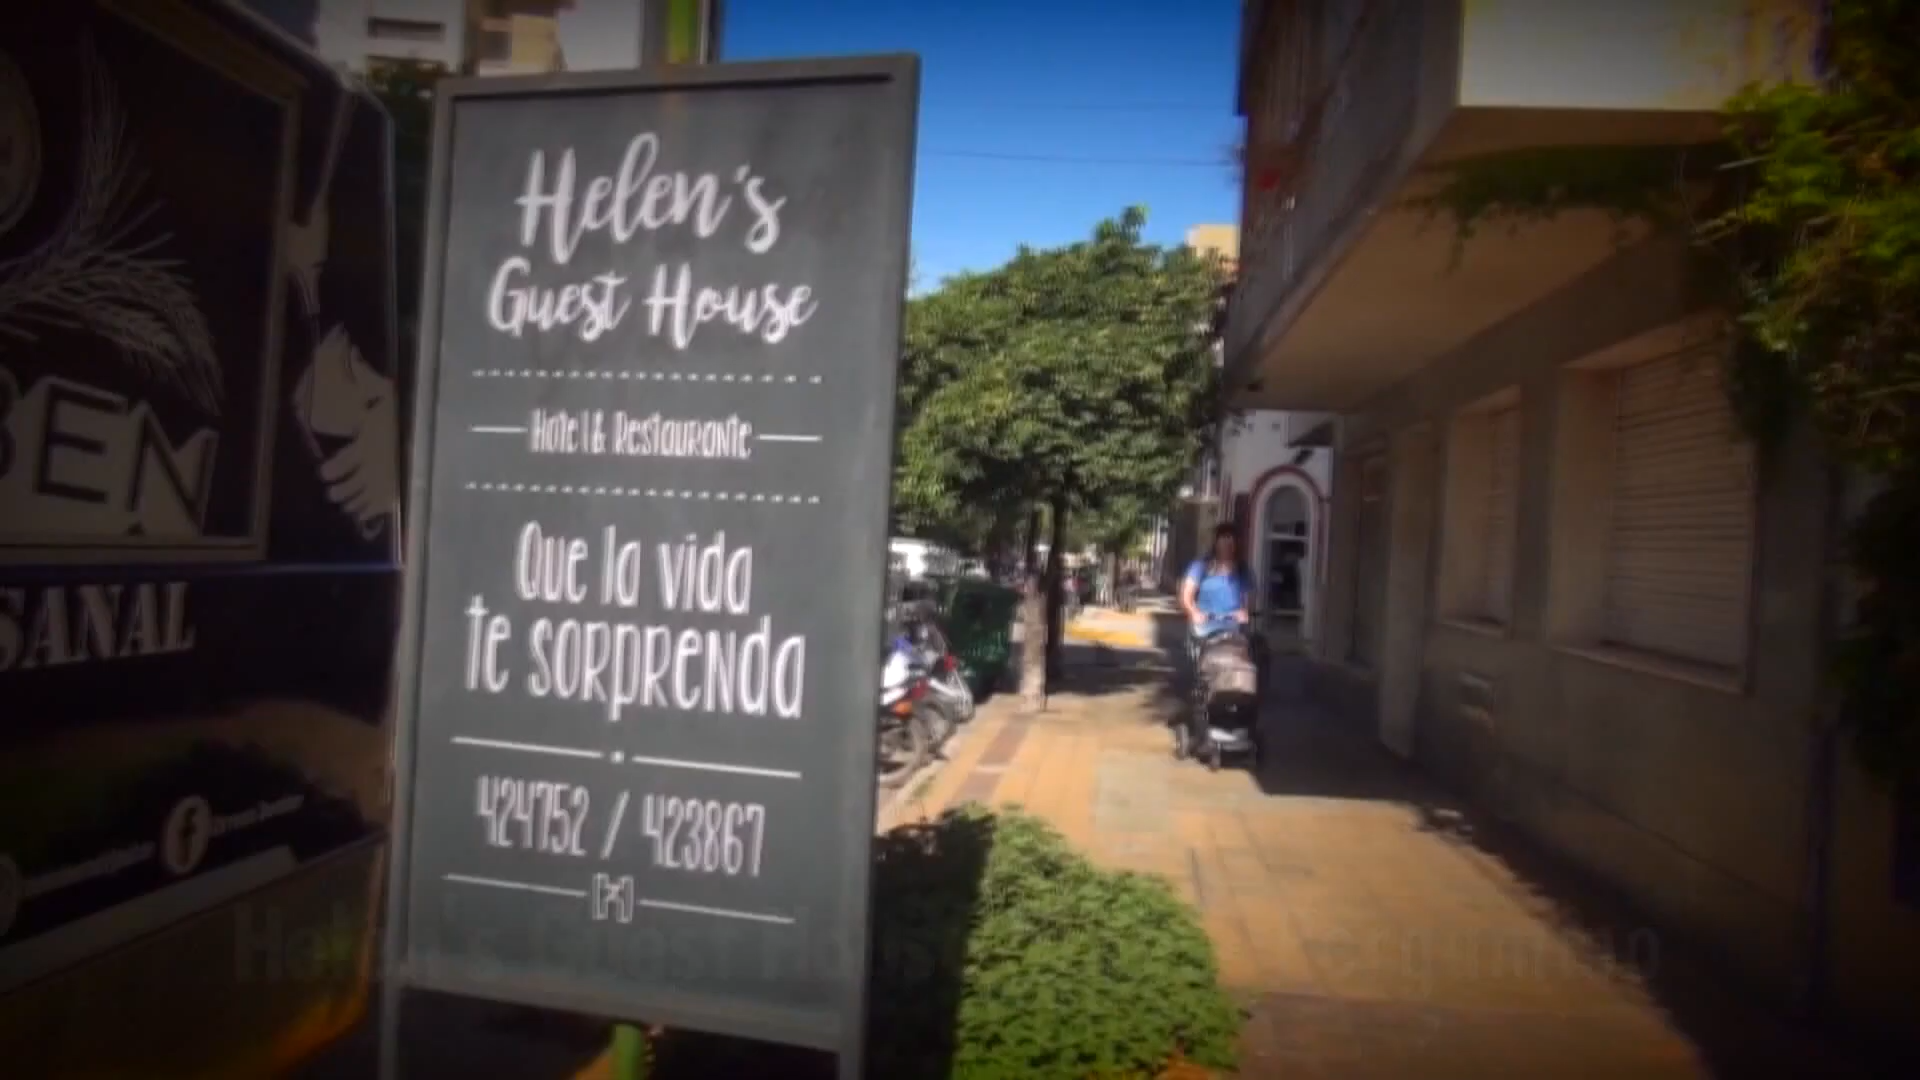 Helen's
Guest House
Hotel & Restaurante
Que la vida
te sorprenda
424752 / 423867
BEN
SANAL
f